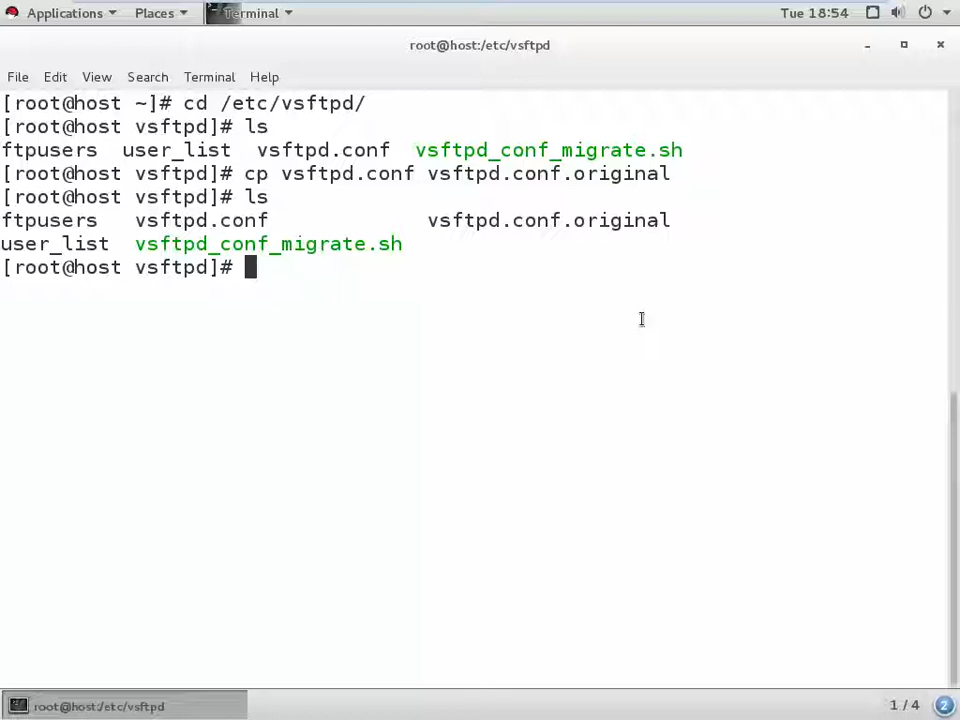 Applications Places Terminal Tue 18:54
root@host:/etc/vsftpd
File Edit View Search Terminal Help
[root@host ~]# cd /etc/vsftpd/
[root@host vsftpd]# ls
ftpusers user_list vsftpd.conf vsftpd_conf_migrate.sh
[root@host vsftpd]# cp vsftpd.conf vsftpd.conf.original
[root@host vsftpd]# ls
ftpusers vsftpd.conf vsftpd.conf.original
user_list vsftpd_conf_migrate.sh
[root@host vsftpd]#
root@host:/etc/vsftpd 1 / 4 2